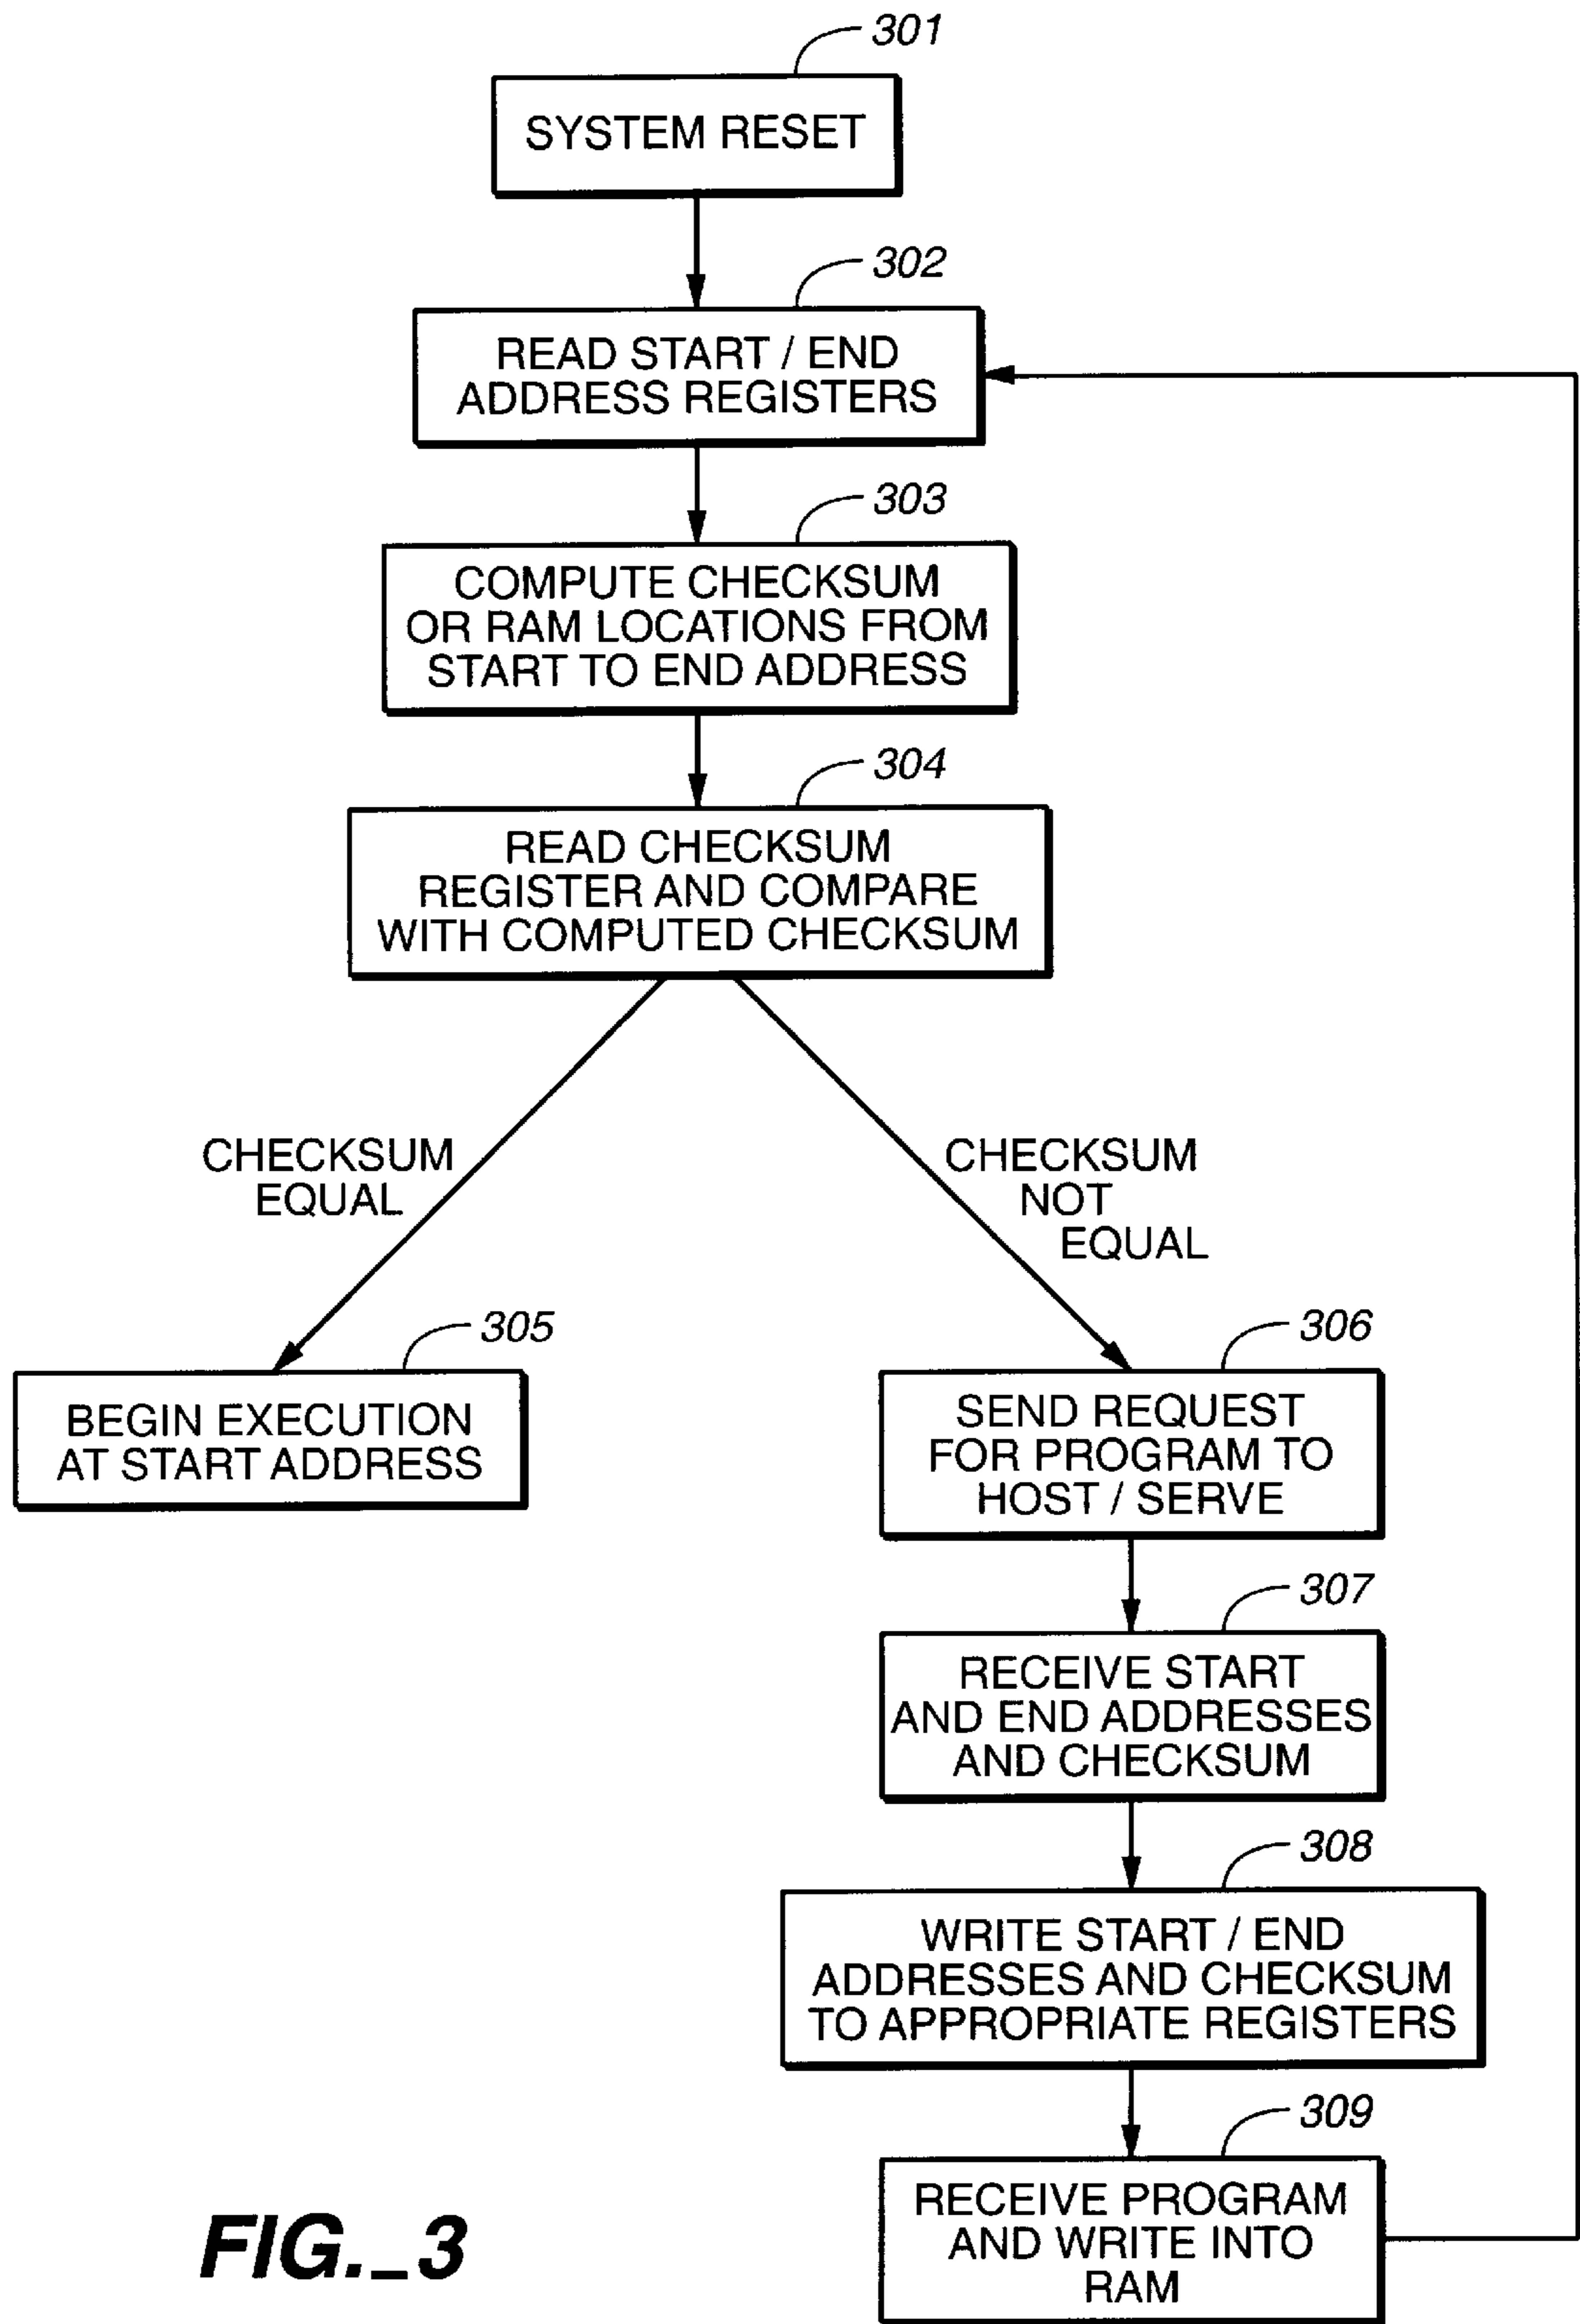 301
SYSTEM RESET
302
READ START / END
ADDRESS REGISTERS
303
COMPUTE CHECKSUM
OR RAM LOCATIONS FROM
START TO END ADDRESS
304
READ CHECKSUM
REGISTER AND COMPARE
WITH COMPUTED CHECKSUM
CHECKSUM
EQUAL
CHECKSUM
NOT
EQUAL
305
BEGIN EXECUTION
AT START ADDRESS
306
SEND REQUEST
FOR PROGRAM TO
HOST / SERVE
307
RECEIVE START
AND END ADDRESSES
AND CHECKSUM
308
WRITE START / END
ADDRESSES AND CHECKSUM
TO APPROPRIATE REGISTERS
309
RECEIVE PROGRAM
AND WRITE INTO
RAM
FIG._3